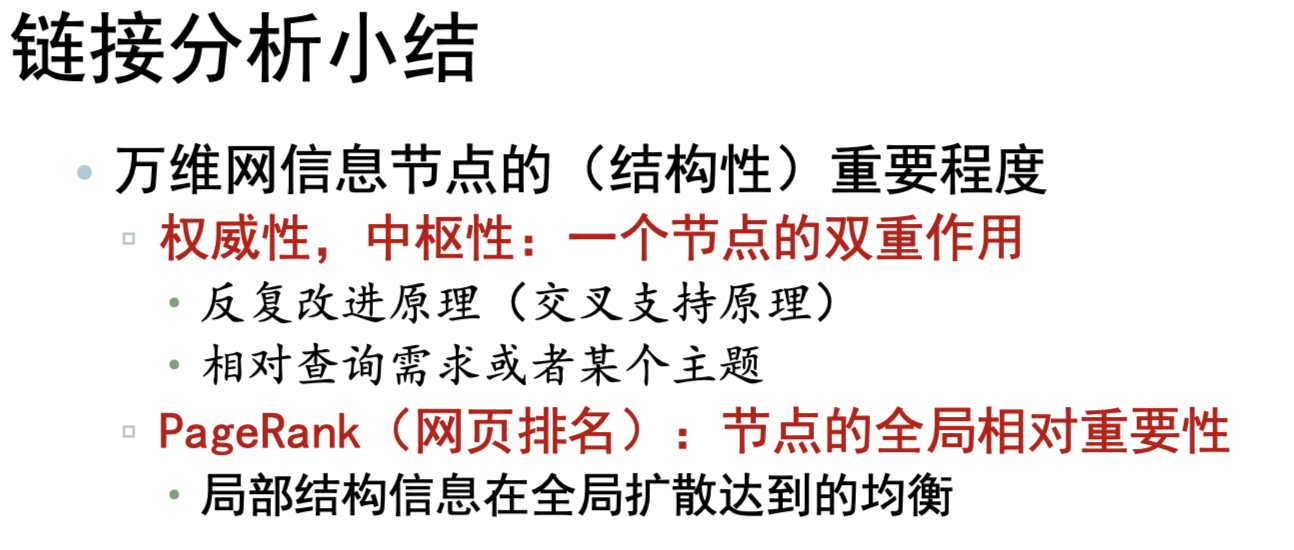 链接分析小结
万维网信息节点的（结构性）重要程度
权威性，中枢性：一个节点的双重作用
反复改进原理（交叉支持原理）
相对查询需求或者某个主题
PageRank（网页排名）：节点的全局相对重要性
局部结构信息在全局扩散达到的均衡